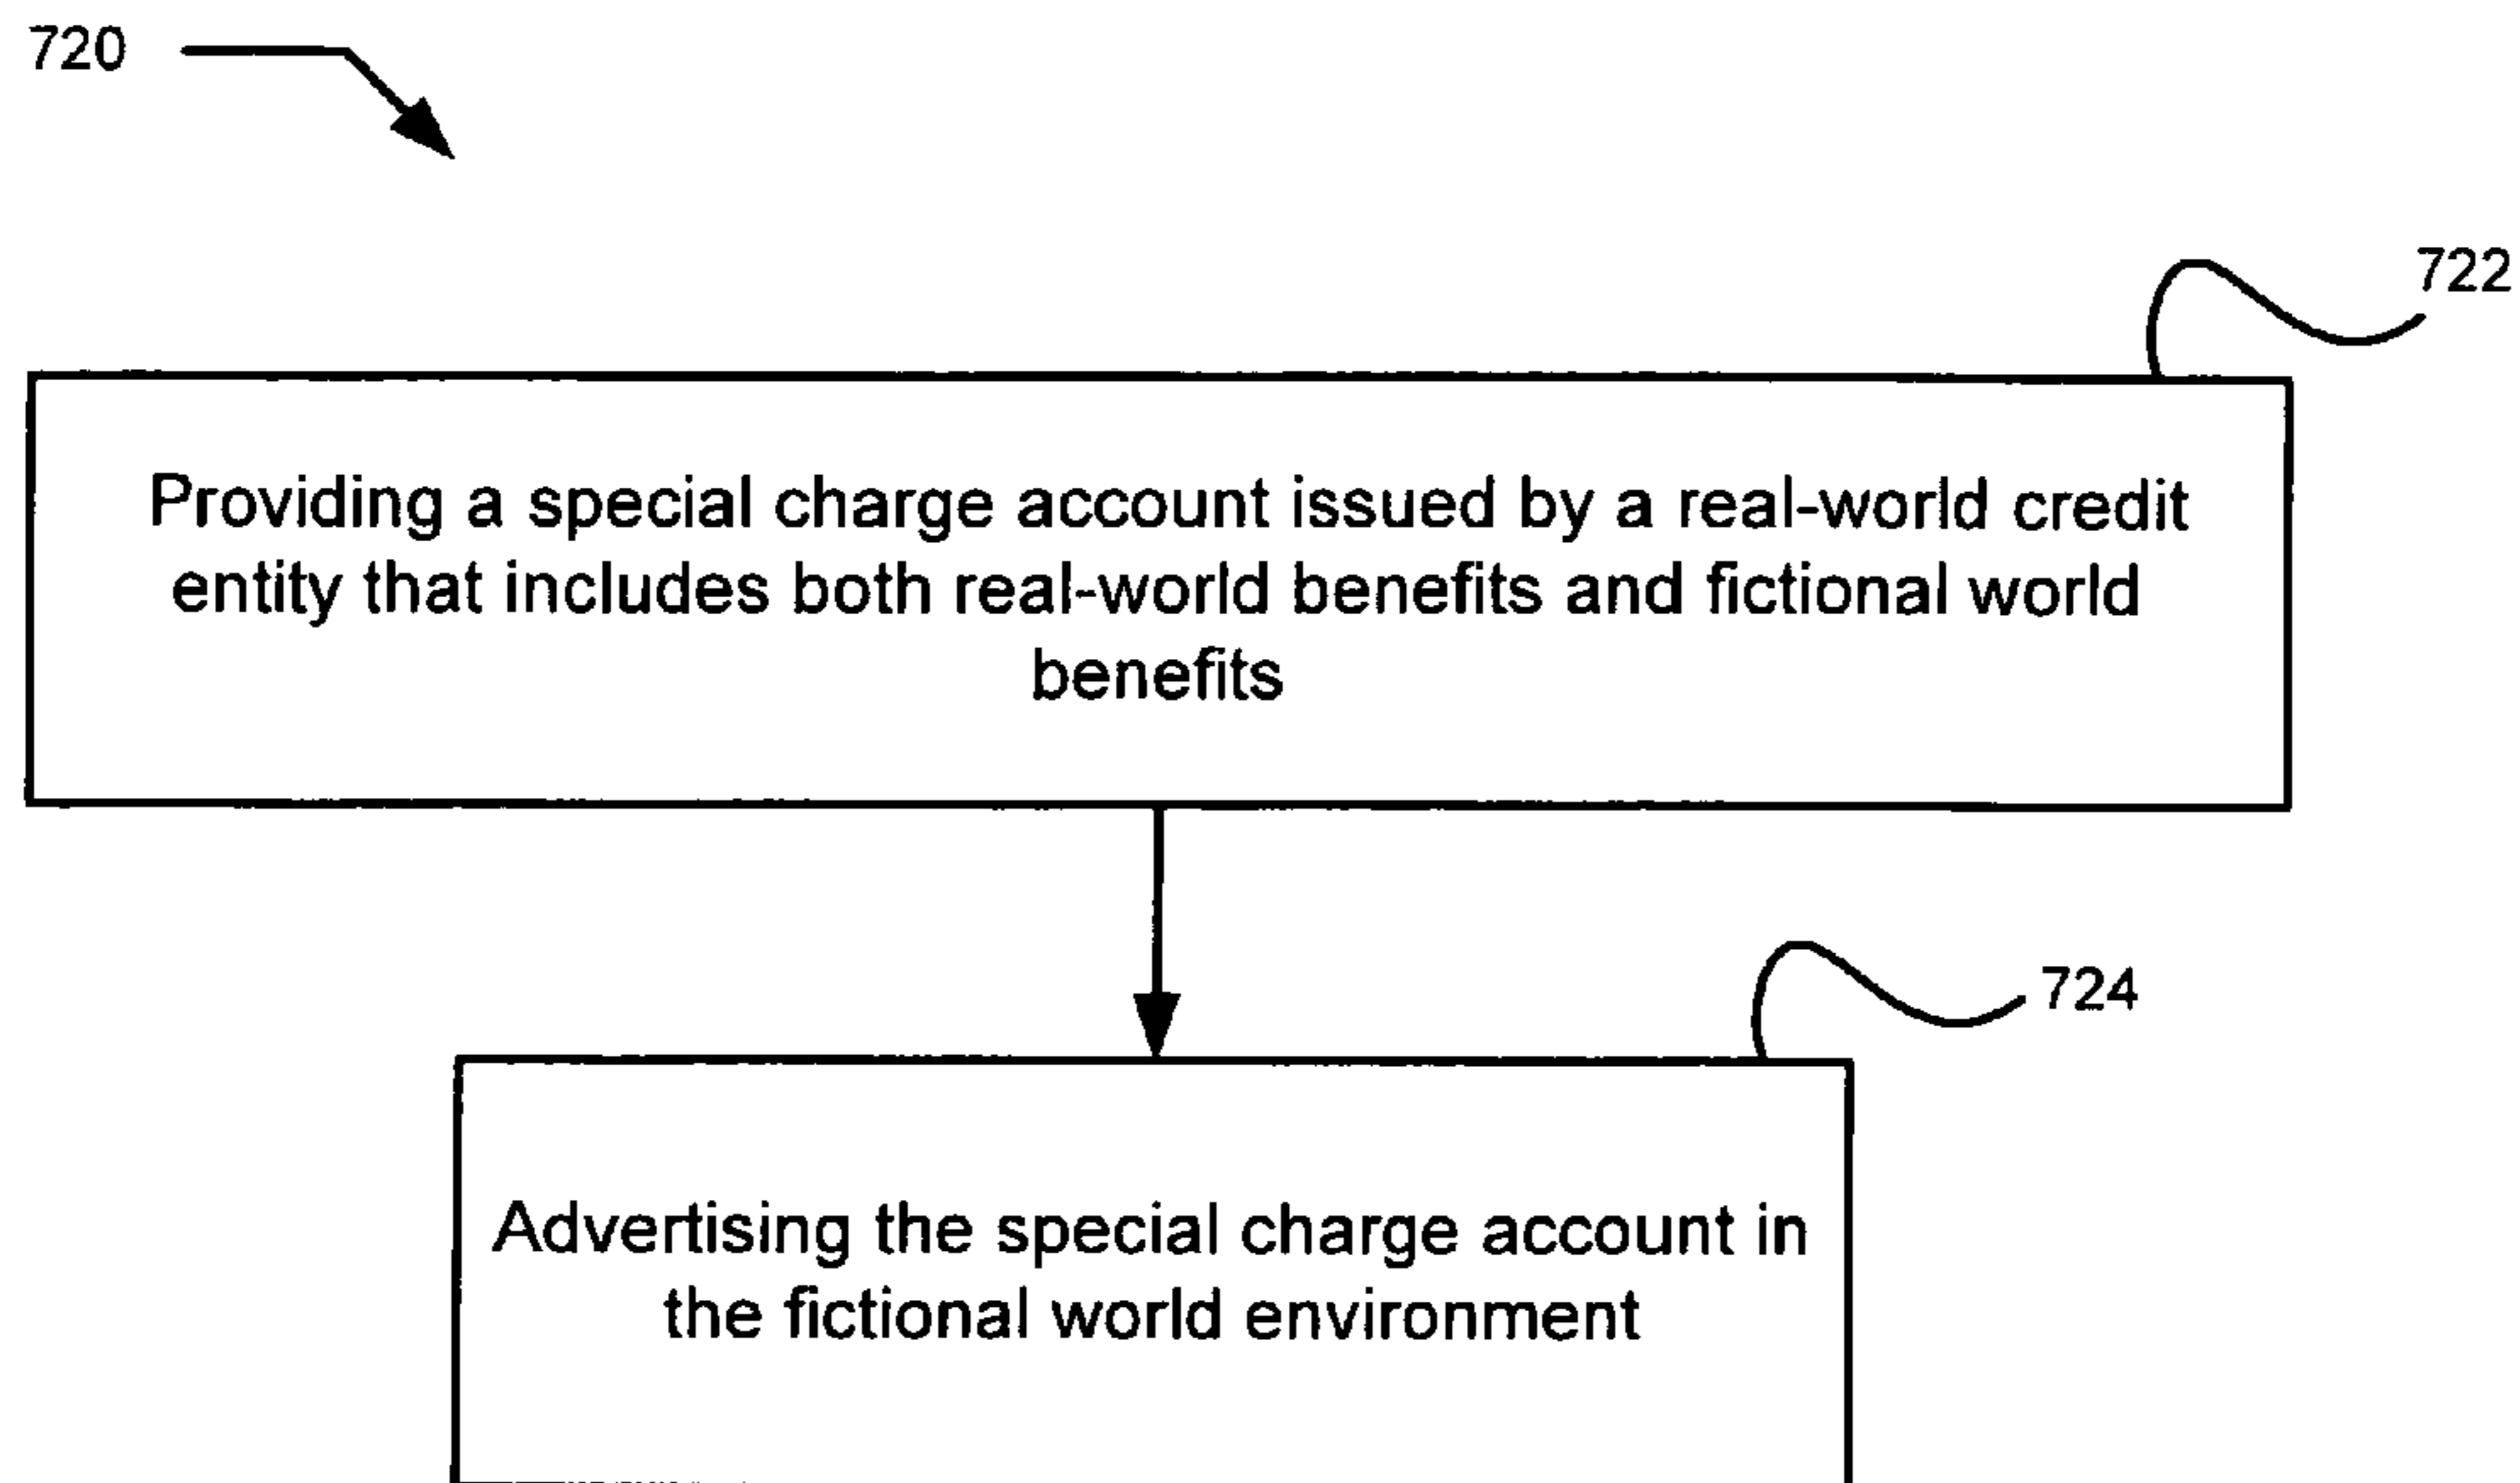 720
722
Providing a special charge account issued by a real-world credit
entity that includes both real-world benefits and fictional world
benefits
724
Advertising the special charge account in
the fictional world environment